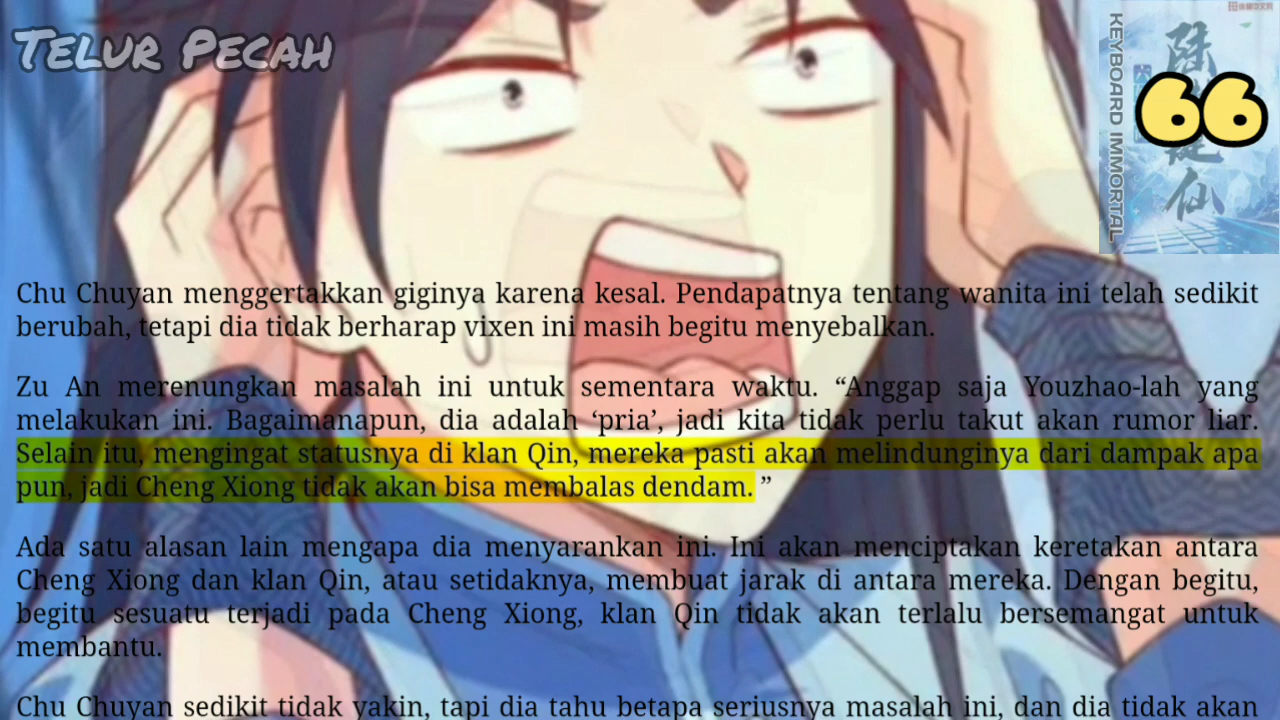 TELUR PECAH
66
KEYBOARD IMMORTAL
陆
仙
Chu Chuyan menggertakkan giginya karena kesal. Pendapatnya tentang wanita ini telah sedikit
berubah, tetapi dia tidak berharap vixen ini masih begitu menyebalkan.
Zu An merenungkan masalah ini untuk sementara waktu. “Anggap saja Youzhao-lah yang
melakukan ini. Bagaimanapun, dia adalah ‘pria’, jadi kita tidak perlu takut akan rumor liar.
Selain itu, mengingat statusnya di klan Qin, mereka pasti akan melindunginya dari dampak apa
pun, jadi Cheng Xiong tidak akan bisa membalas dendam. ”
Ada satu alasan lain mengapa dia menyarankan ini. Ini akan menciptakan keretakan antara
Cheng Xiong dan klan Qin, atau setidaknya, membuat jarak di antara mereka. Dengan begitu,
begitu sesuatu terjadi pada Cheng Xiong, klan Qin tidak akan terlalu bersemangat untuk
membantu.
Chu Chuyan sedikit tidak yakin, tapi dia tahu betapa seriusnya masalah ini, dan dia tidak akan